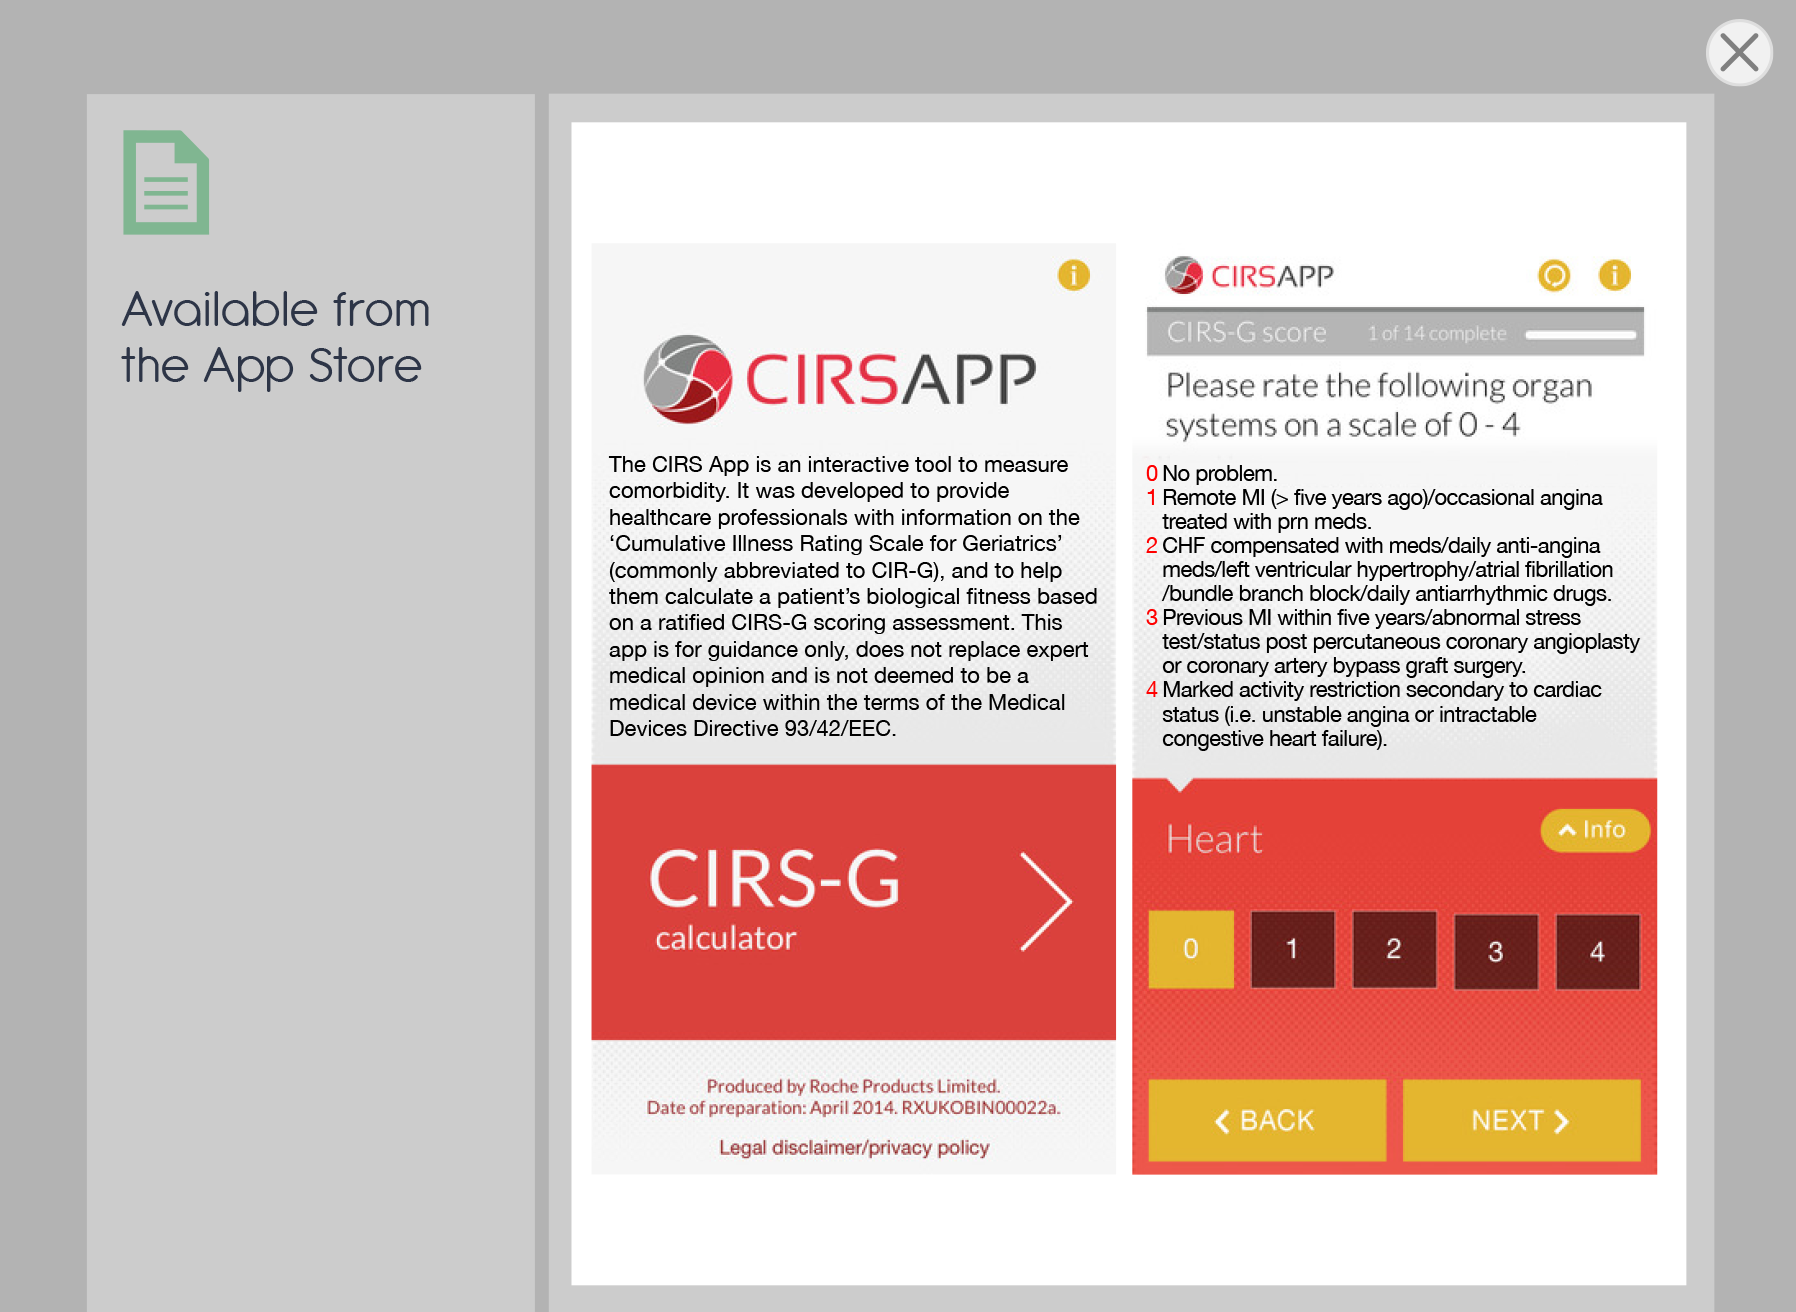 Available from
the App Store
i
CIRSAPP
The CIRS App is an interactive tool to measure
comorbidity. It was developed to provide
healthcare professionals with information on the
‘Cumulative Illness Rating Scale for Geriatrics’
(commonly abbreviated to CIR-G), and to help
them calculate a patient’s biological fitness based
on a ratified CIRS-G scoring assessment. This
app is for guidance only, does not replace expert
medical opinion and is not deemed to be a
medical device within the terms of the Medical
Devices Directive 93/42/EEC.
CIRS-G
calculator
Produced by Roche Products Limited.
Date of preparation: April 2014. RXUKOBIN00022a.
Legal disclaimer/privacy policy
CIRSAPP
i
CIRS-G score 1 of 14 complete
Please rate the following organ
systems on a scale of 0 - 4
0 No problem.
1 Remote MI (> five years ago)/occasional angina
treated with prn meds.
2 CHF compensated with meds/daily anti-angina
meds/left ventricular hypertrophy/atrial fibrillation
/bundle branch block/daily antiarrhythmic drugs.
3 Previous MI within five years/abnormal stress
test/status post percutaneous coronary angioplasty
or coronary artery bypass graft surgery.
4 Marked activity restriction secondary to cardiac
status (i.e. unstable angina or intractable
congestive heart failure).
Heart
Info
0 1 2 3 4
BACK NEXT